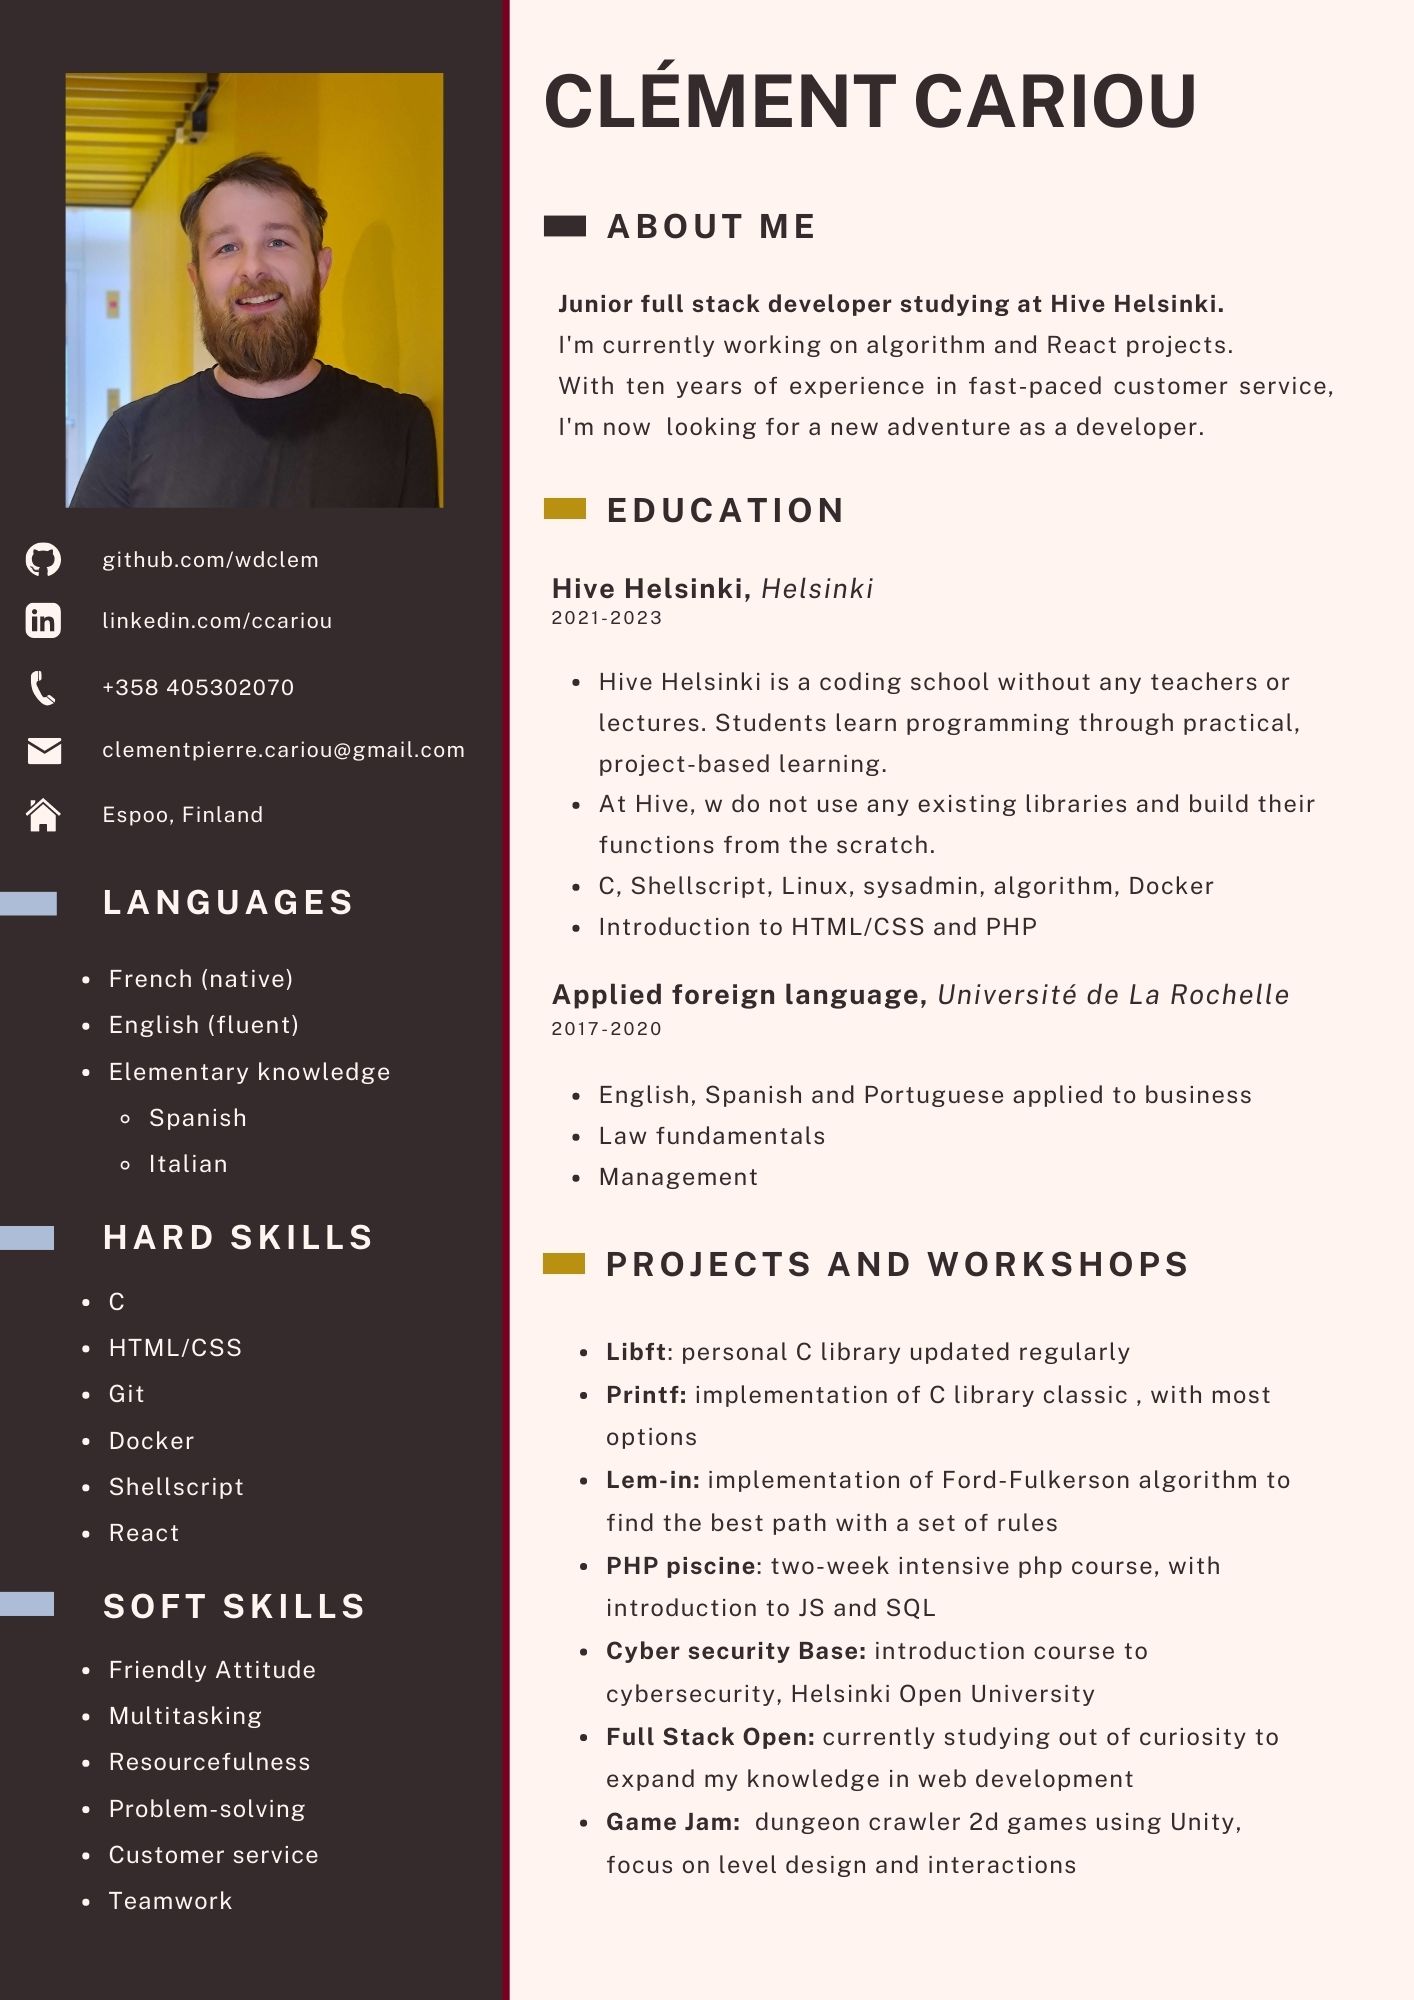 CLÉMENT CARIOU
github.com/wdclem
linkedin.com/ccariou
+358 405302070
clementpierre.cariou@gmail.com
Espoo, Finland
LANGUAGES
• French (native)
• English (fluent)
• Elementary knowledge
◦ Spanish
◦ Italian
HARD SKILLS
• C
• HTML/CSS
• Git
• Docker
• Shellscript
• React
SOFT SKILLS
• Friendly Attitude
• Multitasking
• Resourcefulness
• Problem-solving
• Customer service
• Teamwork
ABOUT ME
Junior full stack developer studying at Hive Helsinki.
I'm currently working on algorithm and React projects.
With ten years of experience in fast-paced customer service,
I'm now looking for a new adventure as a developer.
EDUCATION
Hive Helsinki, Helsinki
2021-2023
• Hive Helsinki is a coding school without any teachers or
lectures. Students learn programming through practical,
project-based learning.
• At Hive, w do not use any existing libraries and build their
functions from the scratch.
• C, Shellscript, Linux, sysadmin, algorithm, Docker
• Introduction to HTML/CSS and PHP
Applied foreign language, Université de La Rochelle
2017-2020
• English, Spanish and Portuguese applied to business
• Law fundamentals
• Management
PROJECTS AND WORKSHOPS
• Libft: personal C library updated regularly
• Printf: implementation of C library classic , with most
options
• Lem-in: implementation of Ford-Fulkerson algorithm to
find the best path with a set of rules
• PHP piscine: two-week intensive php course, with
introduction to JS and SQL
• Cyber security Base: introduction course to
cybersecurity, Helsinki Open University
• Full Stack Open: currently studying out of curiosity to
expand my knowledge in web development
• Game Jam: dungeon crawler 2d games using Unity,
focus on level design and interactions